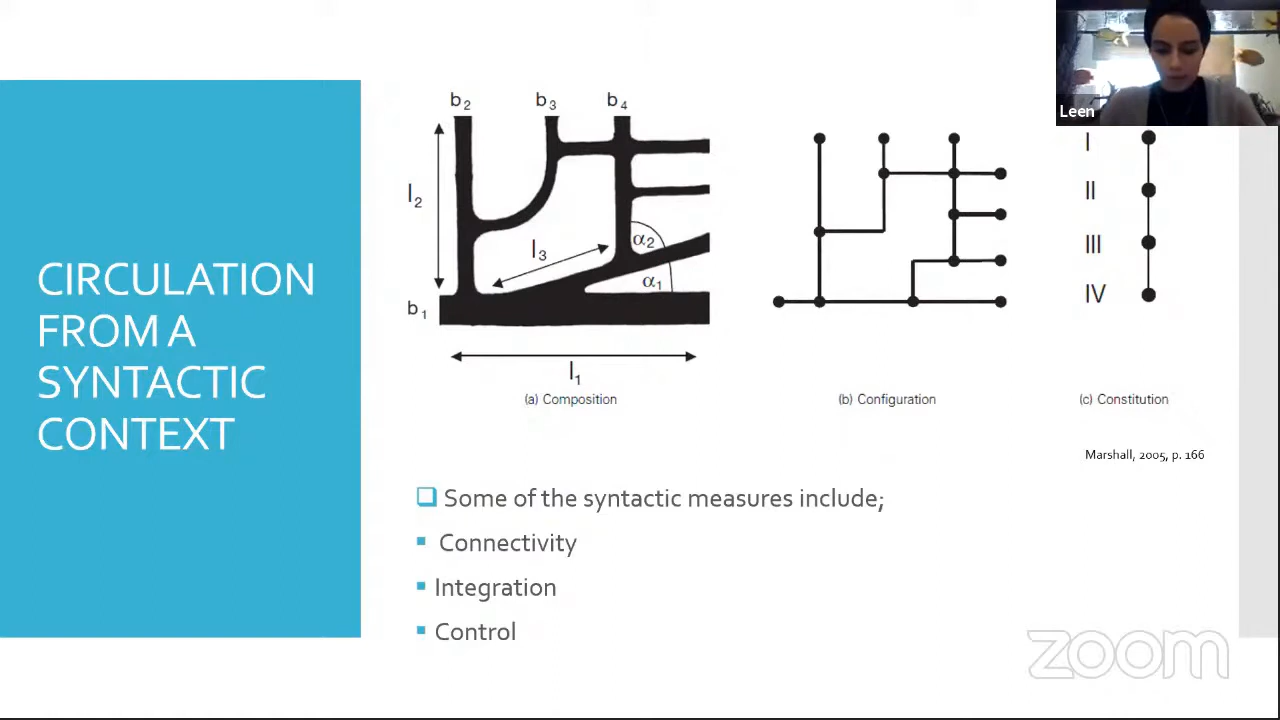 Leen
CIRCULATION
FROM A
SYNTACTIC
CONTEXT
b2 b3 b4
l2
l3
α2
α1
b1
l1
(a) Composition
(b) Configuration
I
II
III
IV
(c) Constitution
Marshall, 2005, p. 166
Some of the syntactic measures include;
Connectivity
Integration
Control
zoom